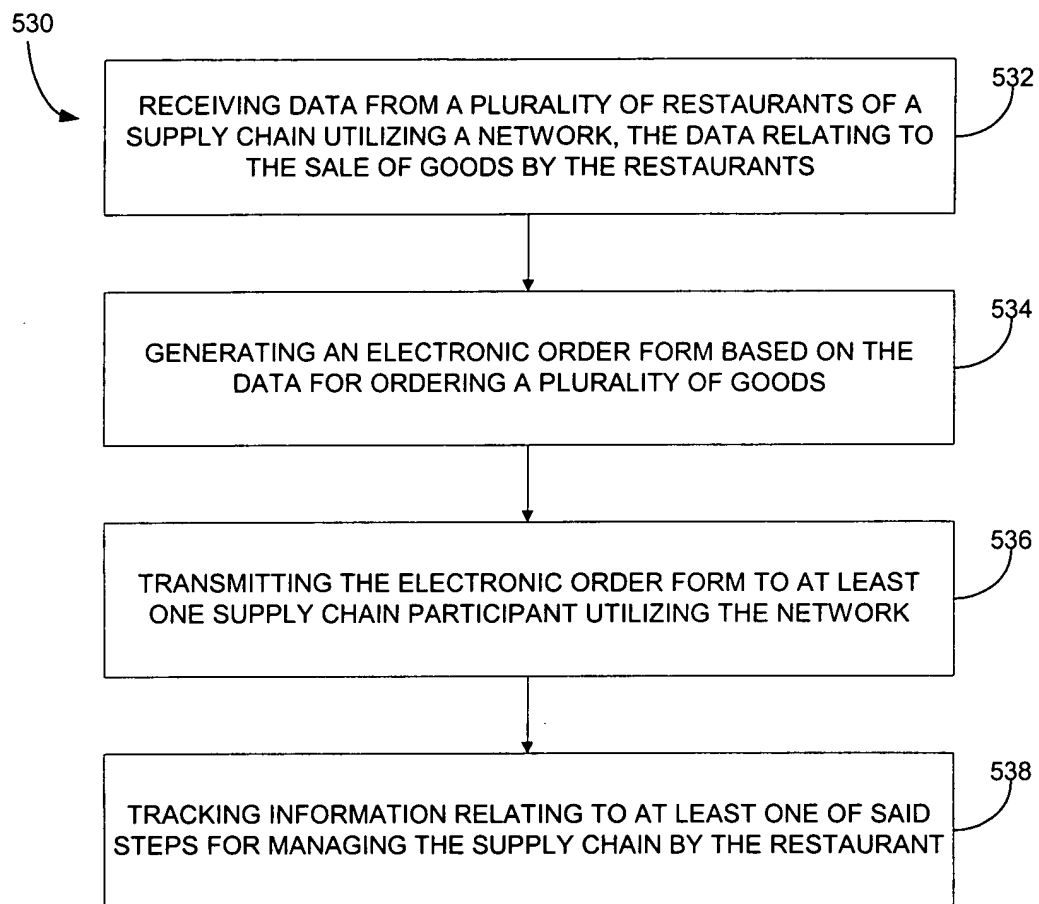 530
532
RECEIVING DATA FROM A PLURALITY OF RESTAURANTS OF A
SUPPLY CHAIN UTILIZING A NETWORK, THE DATA RELATING TO
THE SALE OF GOODS BY THE RESTAURANTS
534
GENERATING AN ELECTRONIC ORDER FORM BASED ON THE
DATA FOR ORDERING A PLURALITY OF GOODS
536
TRANSMITTING THE ELECTRONIC ORDER FORM TO AT LEAST
ONE SUPPLY CHAIN PARTICIPANT UTILIZING THE NETWORK
538
TRACKING INFORMATION RELATING TO AT LEAST ONE OF SAID
STEPS FOR MANAGING THE SUPPLY CHAIN BY THE RESTAURANT